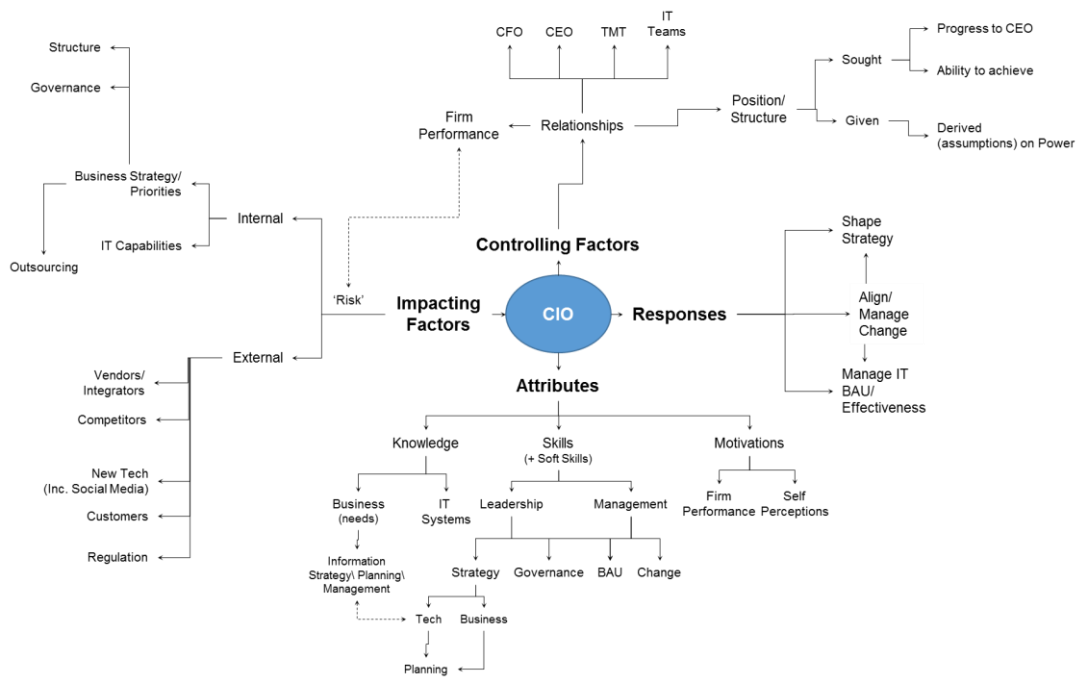 IT
CFO
CEO
TMT
Teams
Progress to CEO
Structure
Sought
Ability to achieve
Governance
Position/
Structure
Firm
Performance
Relationships
Given
Derived
(assumptions) on Power
Business Strategy/
Priorities
Internal
Shape
Strategy
IT Capabilities
Controlling Factors
Outsourcing
'Risk'
Impacting
Factors
CIO
Responses
Align/
Manage
Change
External
Vendors/
Integrators
Attributes
Manage IT
BAU/
Effectiveness
Competitors
Knowledge
Skills
(+ Soft Skills)
Motivations
New Tech
(Inc. Social Media)
Business
(needs)
IT
Systems
Leadership
Management
Firm
Performance
Self
Perceptions
Customers
Regulation
Information
Strategy\ Planning\
Management
Strategy
Governance
BAU
Change
Tech
Business
Planning